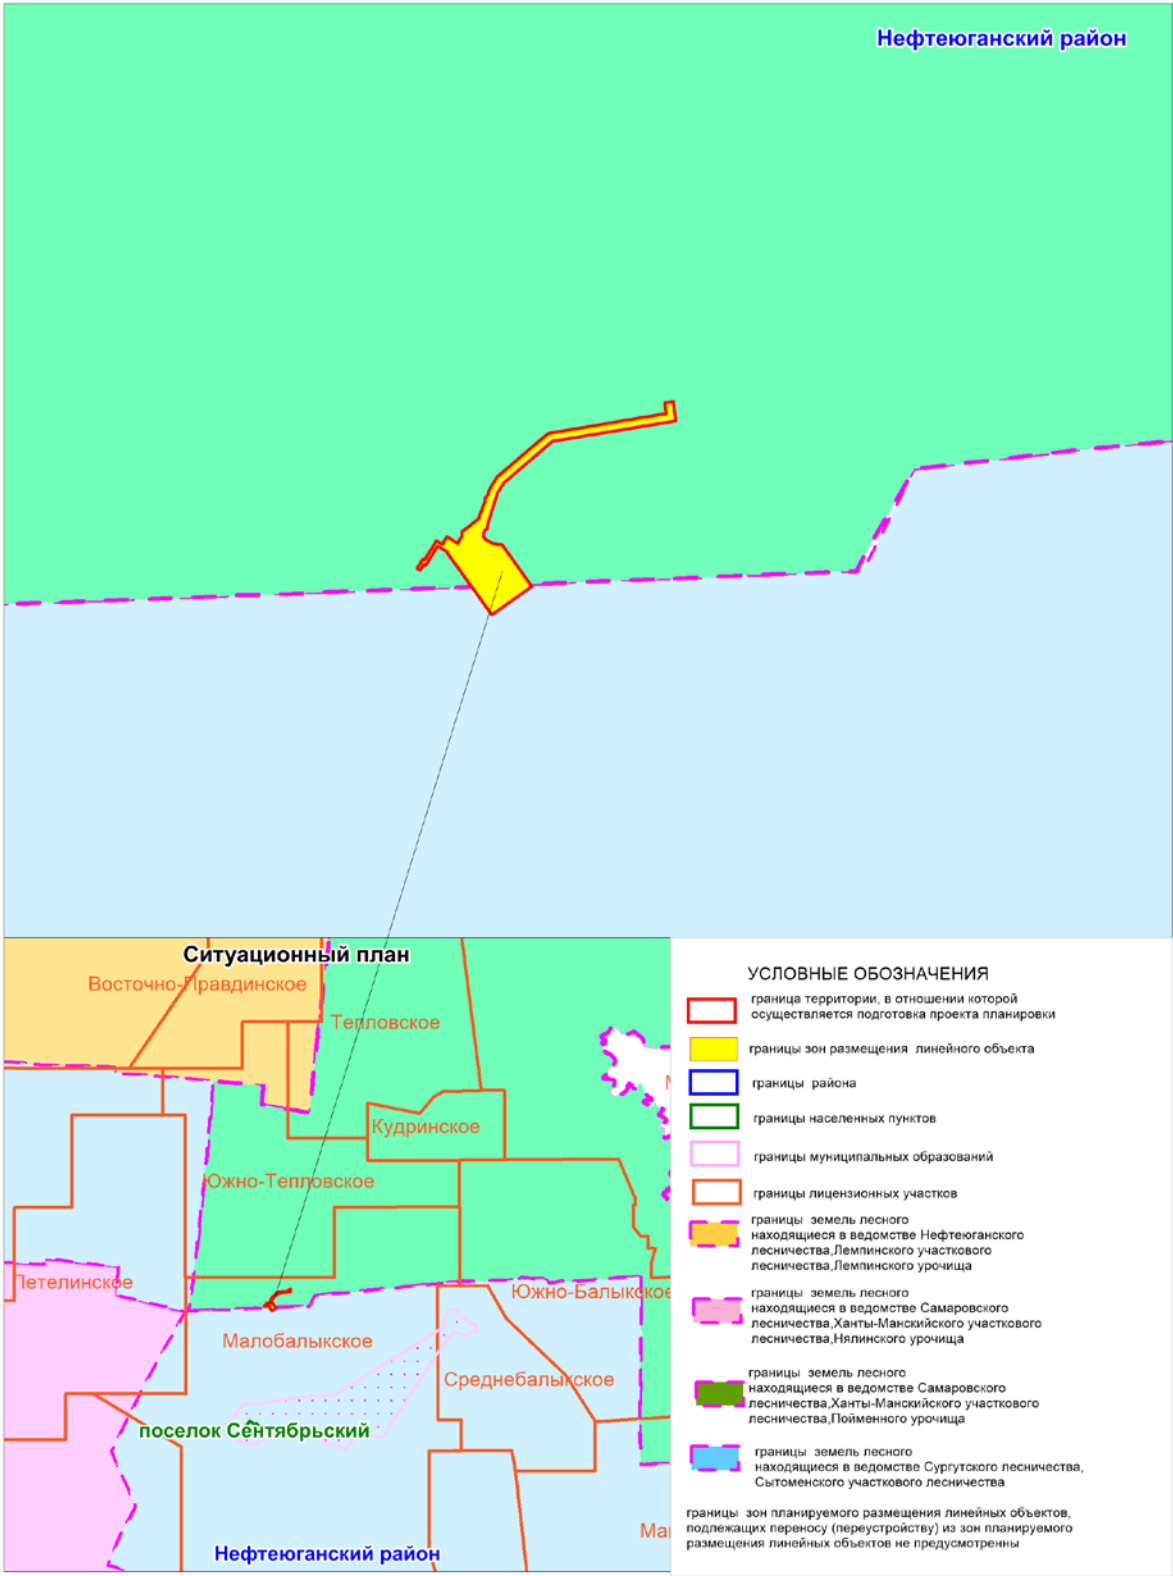 Нефтеюганский район
Ситуационный план
Восточно-Правдинское
Тепловское
Кудринское
Южно-Тепловское
Петелинское
Южно-Балыкское
Малобалыкское
Среднебалыкское
поселок Сентябрьский
Маг
Нефтеюганский район
УСЛОВНЫЕ ОБОЗНАЧЕНИЯ
граница территории, в отношении которой
осуществляется подготовка проекта планировки
границы зон размещения линейного объекта
границы района
границы населенных пунктов
границы муниципальных образований
границы лицензионных участков
границы земель лесного
находящиеся в ведомстве Нефтеюганского
лесничества,Лемпинского участкового
лесничества,Лемпинского урочища
границы земель лесного
находящиеся в ведомстве Самаровского
лесничества,Ханты-Манскийского участкового
лесничества,Нялинского урочища
границы земель лесного
находящиеся в ведомстве Самаровского
лесничества,Ханты-Манскийского участкового
лесничества,Пойменного урочища
границы земель лесного
находящиеся в ведомстве Сургутского лесничества,
Сытоменского участкового лесничества
границы зон планируемого размещения линейных объектов,
подлежащих переносу (переустройству) из зон планируемого
размещения линейных объектов не предусмотренны